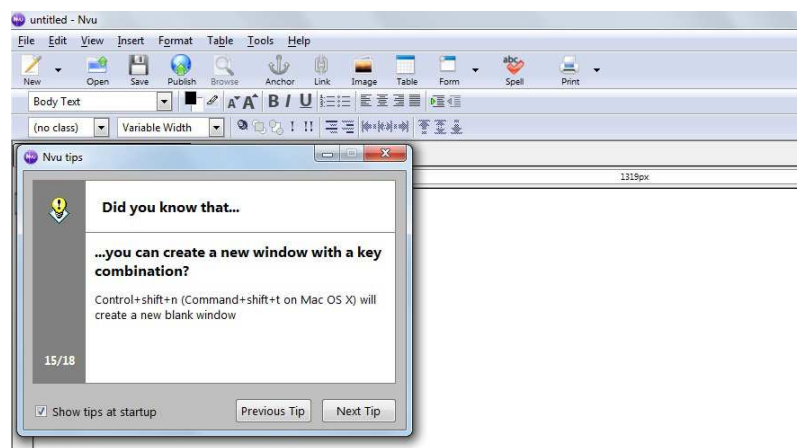 untitled - Nvu
File Edit View Insert Format Table Tools Help
New Open Save Publish Browse Anchor Link Image Table Form Spell Print
Body Text
(no class) Variable Width
Nvu tips
1319px
Did you know that...
...you can create a new window with a key
combination?
Control+shift+n (Command+shift+t on Mac OS X) will
create a new blank window
15/18
Show tips at startup Previous Tip Next Tip